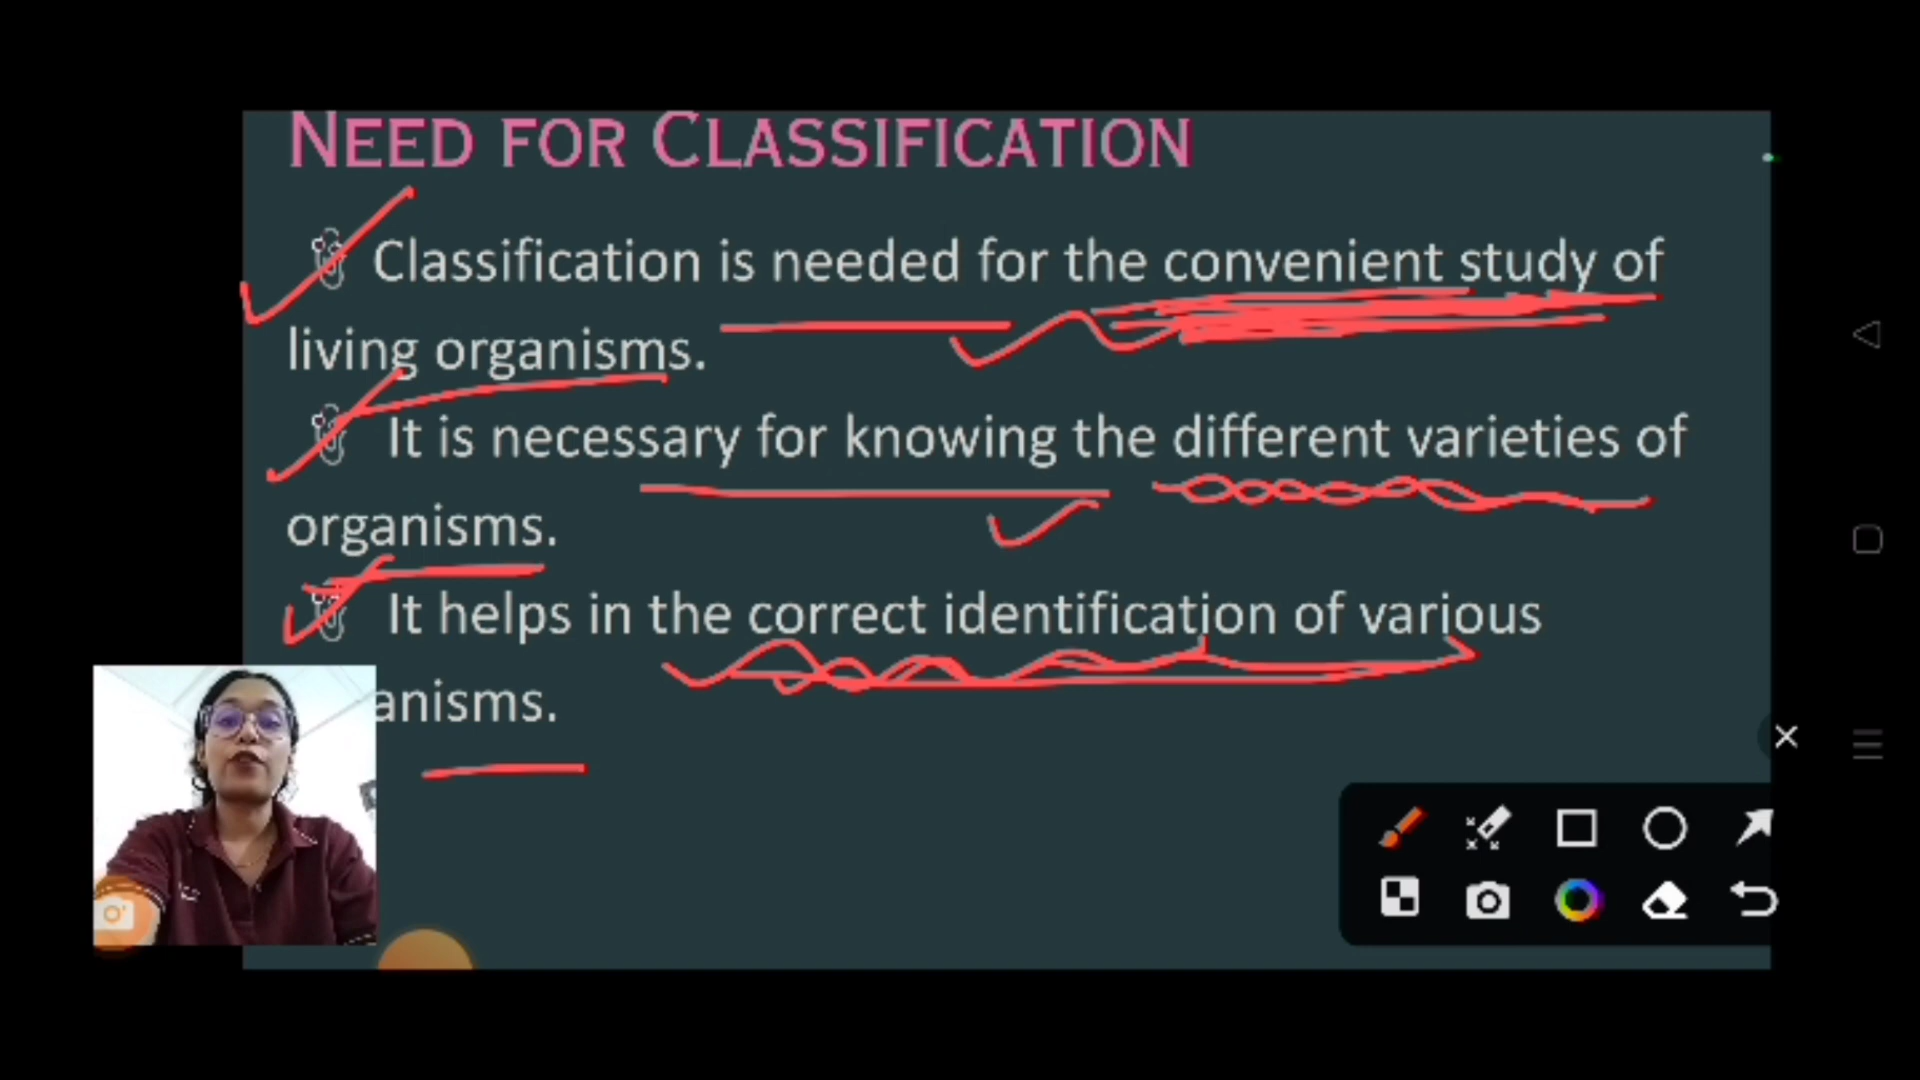 NEED FOR CLASSIFICATION
Classification is needed for the convenient study of
living organisms.
It is necessary for knowing the different varieties of
organisms.
It helps in the correct identification of various
anisms.